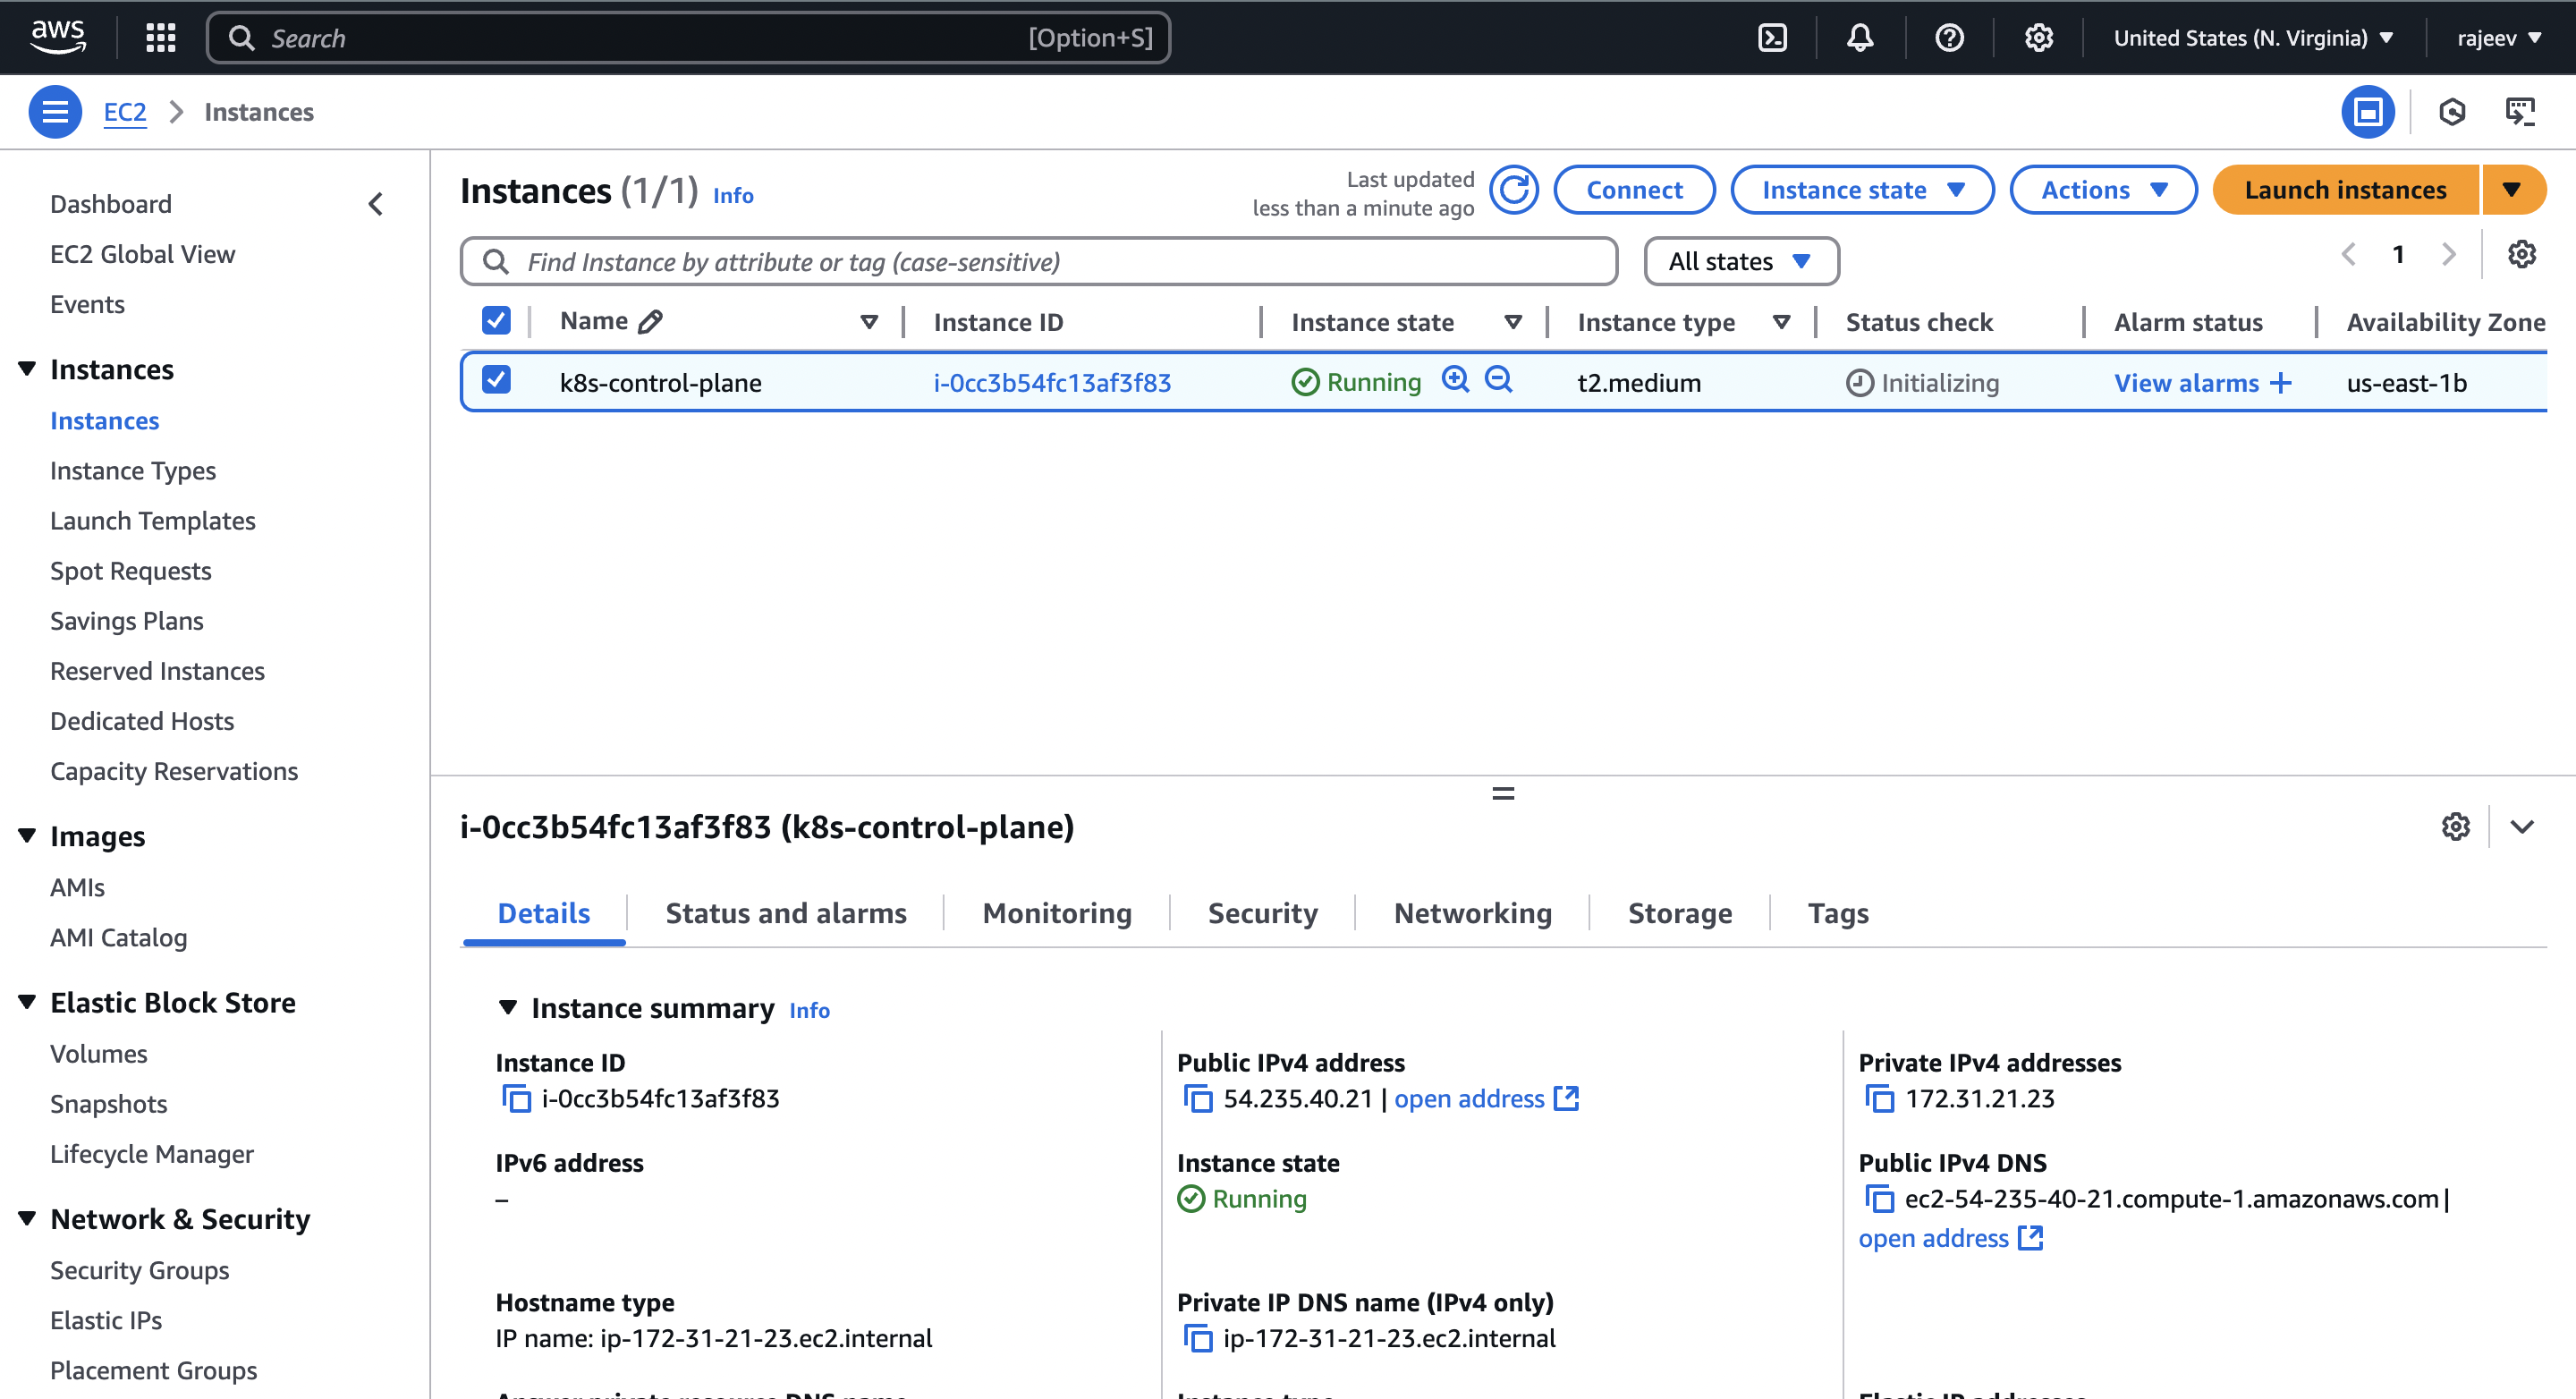 aws
Search [Option+S]
United States (N. Virginia)
rajeev
EC2 > Instances
Dashboard
EC2 Global View
Events
Instances
Instances
Instance Types
Launch Templates
Spot Requests
Savings Plans
Reserved Instances
Dedicated Hosts
Capacity Reservations
Images
AMIs
AMI Catalog
Elastic Block Store
Volumes
Snapshots
Lifecycle Manager
Network & Security
Security Groups
Elastic IPs
Placement Groups
Instances (1/1) Info
Last updated
less than a minute ago
Connect
Instance state
Actions
Launch instances
Find Instance by attribute or tag (case-sensitive)
All states
1
Name Instance ID Instance state Instance type Status check Alarm status Availability Zone
k8s-control-plane i-0cc3b54fc13af3f83 Running t2.medium Initializing View alarms + us-east-1b
i-0cc3b54fc13af3f83 (k8s-control-plane)
Details Status and alarms Monitoring Security Networking Storage Tags
Instance summary Info
Instance ID
i-0cc3b54fc13af3f83
Public IPv4 address
54.235.40.21 | open address
Private IPv4 addresses
172.31.21.23
IPv6 address
–
Instance state
Running
Public IPv4 DNS
ec2-54-235-40-21.compute-1.amazonaws.com |
open address
Hostname type
IP name: ip-172-31-21-23.ec2.internal
Private IP DNS name (IPv4 only)
ip-172-31-21-23.ec2.internal